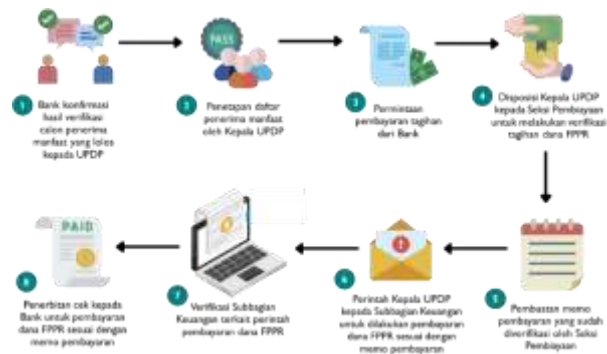 PASS
1
Bank konfirmasi
hasil verifikasi
calon penerima
manfaat yang lolos
kepada UPDP
2
Penetapan daftar
penerima manfaat
oleh Kepala UPDP
3
Permintaan
pembayaran tagihan
dari Bank
4
Disposisi Kepala UPDP
kepada Seksi Pembiayaan
untuk melakukan verifikasi
tagihan dana FPPR
5
Pembuatan memo
pembayaran yang sudah
diverifikasi oleh Seksi
Pembiayaan
6
Perintah Kepala UPDP
kepada Subbagian Keuangan
untuk dilakukan pembayaran
dana FPPR sesuai dengan
memo pembayaran
7
Verifikasi Subbagian
Keuangan terkait perintah
pembayaran dana FPPR
PAID
8
Penerbitan cek kepada
Bank untuk pembayaran
dana FPPR sesuai dengan
memo pembayaran